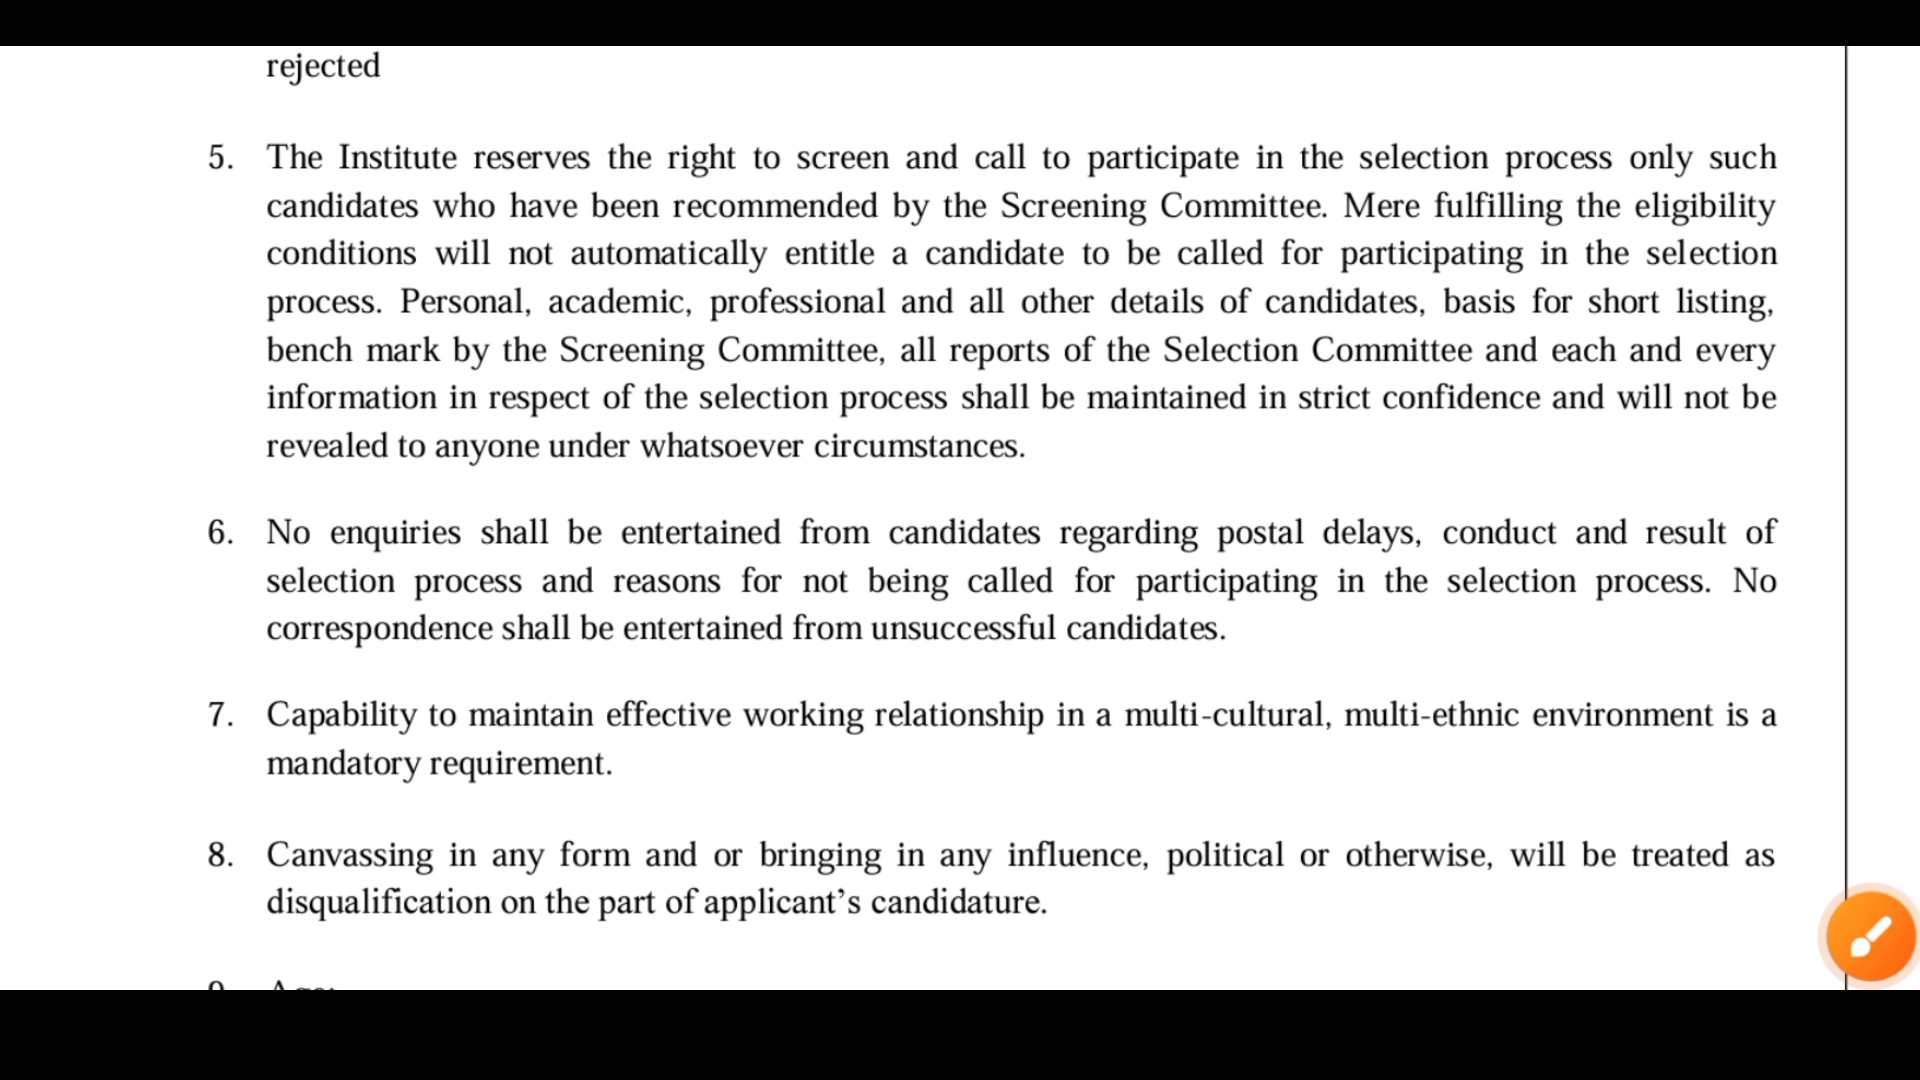 rejected
5. The Institute reserves the right to screen and call to participate in the selection process only such
candidates who have been recommended by the Screening Committee. Mere fulfilling the eligibility
conditions will not automatically entitle a candidate to be called for participating in the selection
process. Personal, academic, professional and all other details of candidates, basis for short listing,
bench mark by the Screening Committee, all reports of the Selection Committee and each and every
information in respect of the selection process shall be maintained in strict confidence and will not be
revealed to anyone under whatsoever circumstances.
6. No enquiries shall be entertained from candidates regarding postal delays, conduct and result of
selection process and reasons for not being called for participating in the selection process. No
correspondence shall be entertained from unsuccessful candidates.
7. Capability to maintain effective working relationship in a multi-cultural, multi-ethnic environment is a
mandatory requirement.
8. Canvassing in any form and or bringing in any influence, political or otherwise, will be treated as
disqualification on the part of applicant’s candidature.